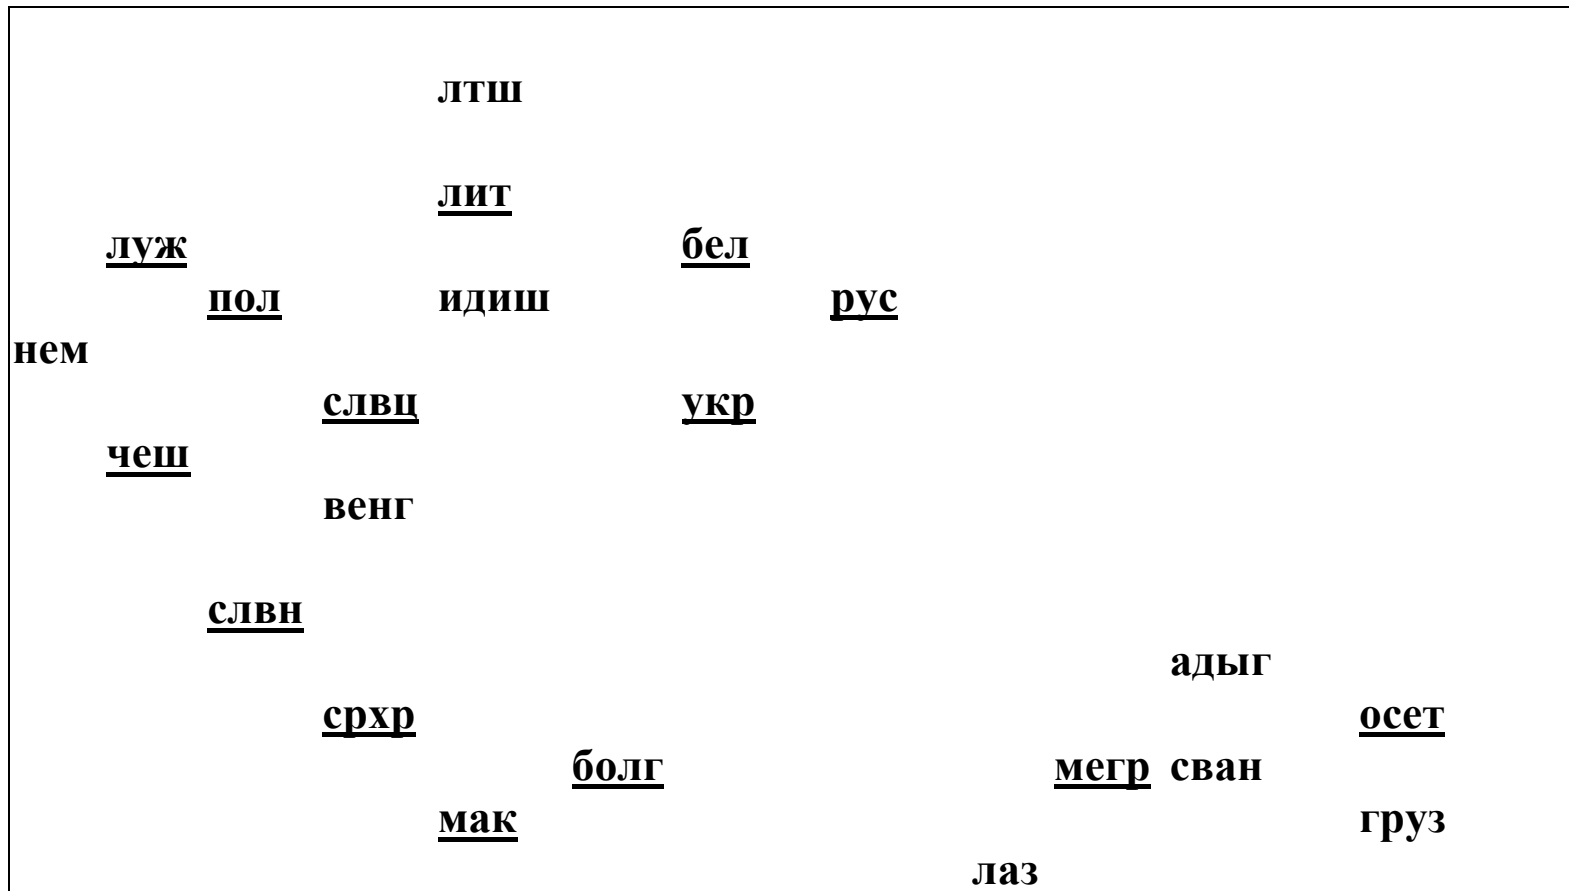 лтш
лит
луж бел
пол идиш рус
нем
слвц укр
чеш
венг
слвн
адыг
срхр осет
болг мегр сван
мак груз
лаз